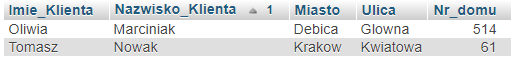 Imie_Klienta Nazwisko_Klienta 1 Miasto Ulica Nr_domu
Oliwia Marciniak Debica Glowna 514
Tomasz Nowak Krakow Kwiatowa 61